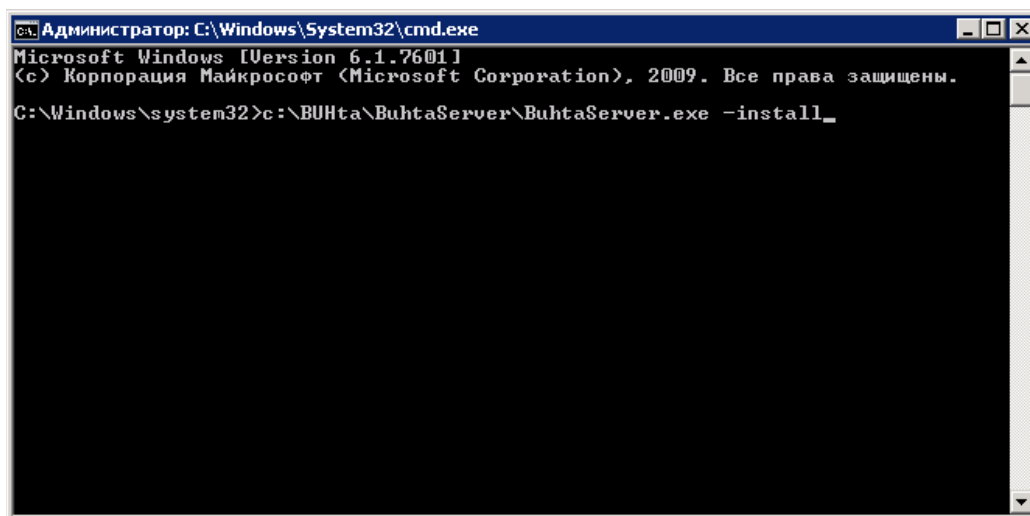 Администратор: C:\Windows\System32\cmd.exe
Microsoft Windows [Version 6.1.7601]
(c) Корпорация Майкрософт (Microsoft Corporation), 2009. Все права защищены.
C:\Windows\system32>c:\BUHta\BuhtaServer\BuhtaServer.exe -install_